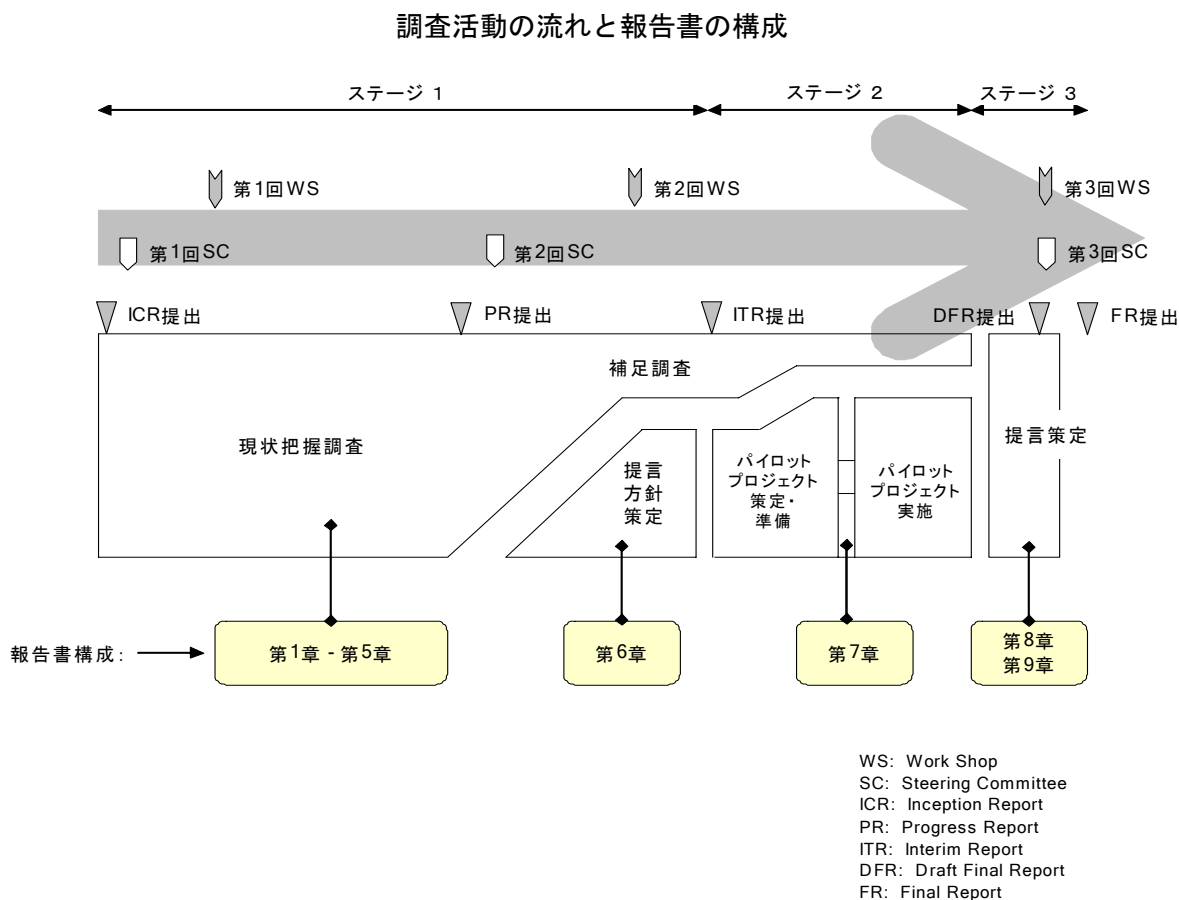 調査活動の流れと報告書の構成
ステージ 1
ステージ 2
ステージ 3
第1回WS
第2回WS
第3回WS
第1回SC
第2回SC
第3回SC
ICR提出
PR提出
ITR提出
DFR提出
FR提出
補足調査
現状把握調査
提言
方針
策定
パイロット
プロジェクト
策定・
準備
パイロット
プロジェクト
実施
提言策定
報告書構成:
第1章 - 第5章
第6章
第7章
第8章
第9章
WS: Work Shop
SC: Steering Committee
ICR: Inception Report
PR: Progress Report
ITR: Interim Report
DFR: Draft Final Report
FR: Final Report